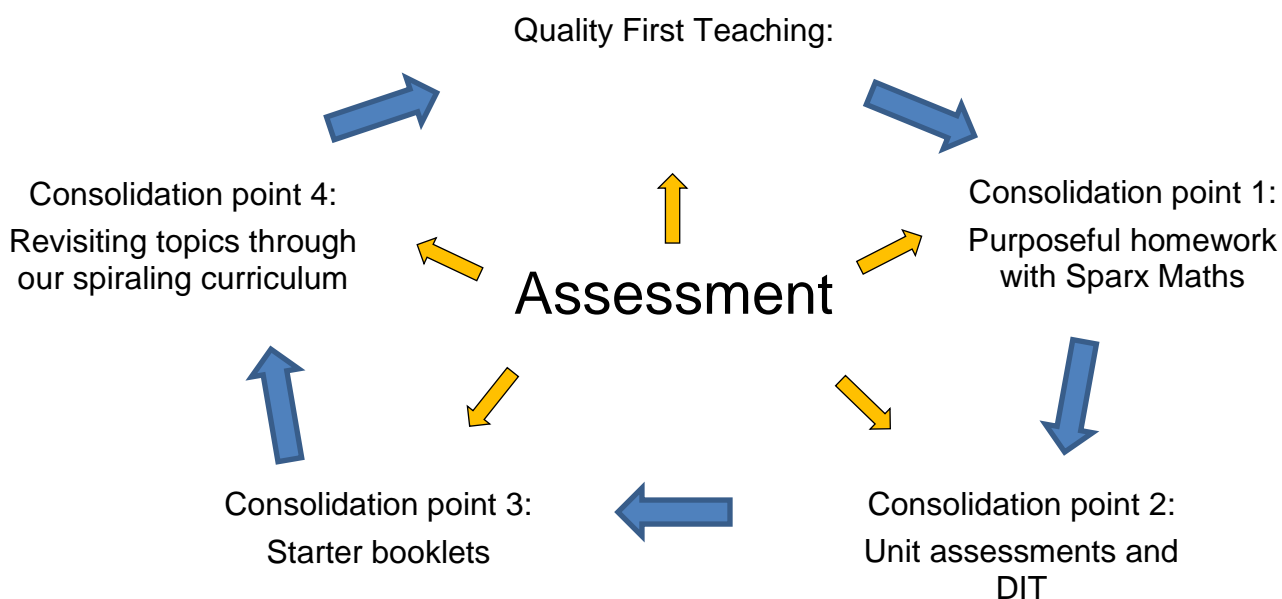 Quality First Teaching:
Consolidation point 1:
Purposeful homework
with Sparx Maths
Consolidation point 2:
Unit assessments and
DIT
Consolidation point 3:
Starter booklets
Consolidation point 4:
Revisiting topics through
our spiraling curriculum
Assessment